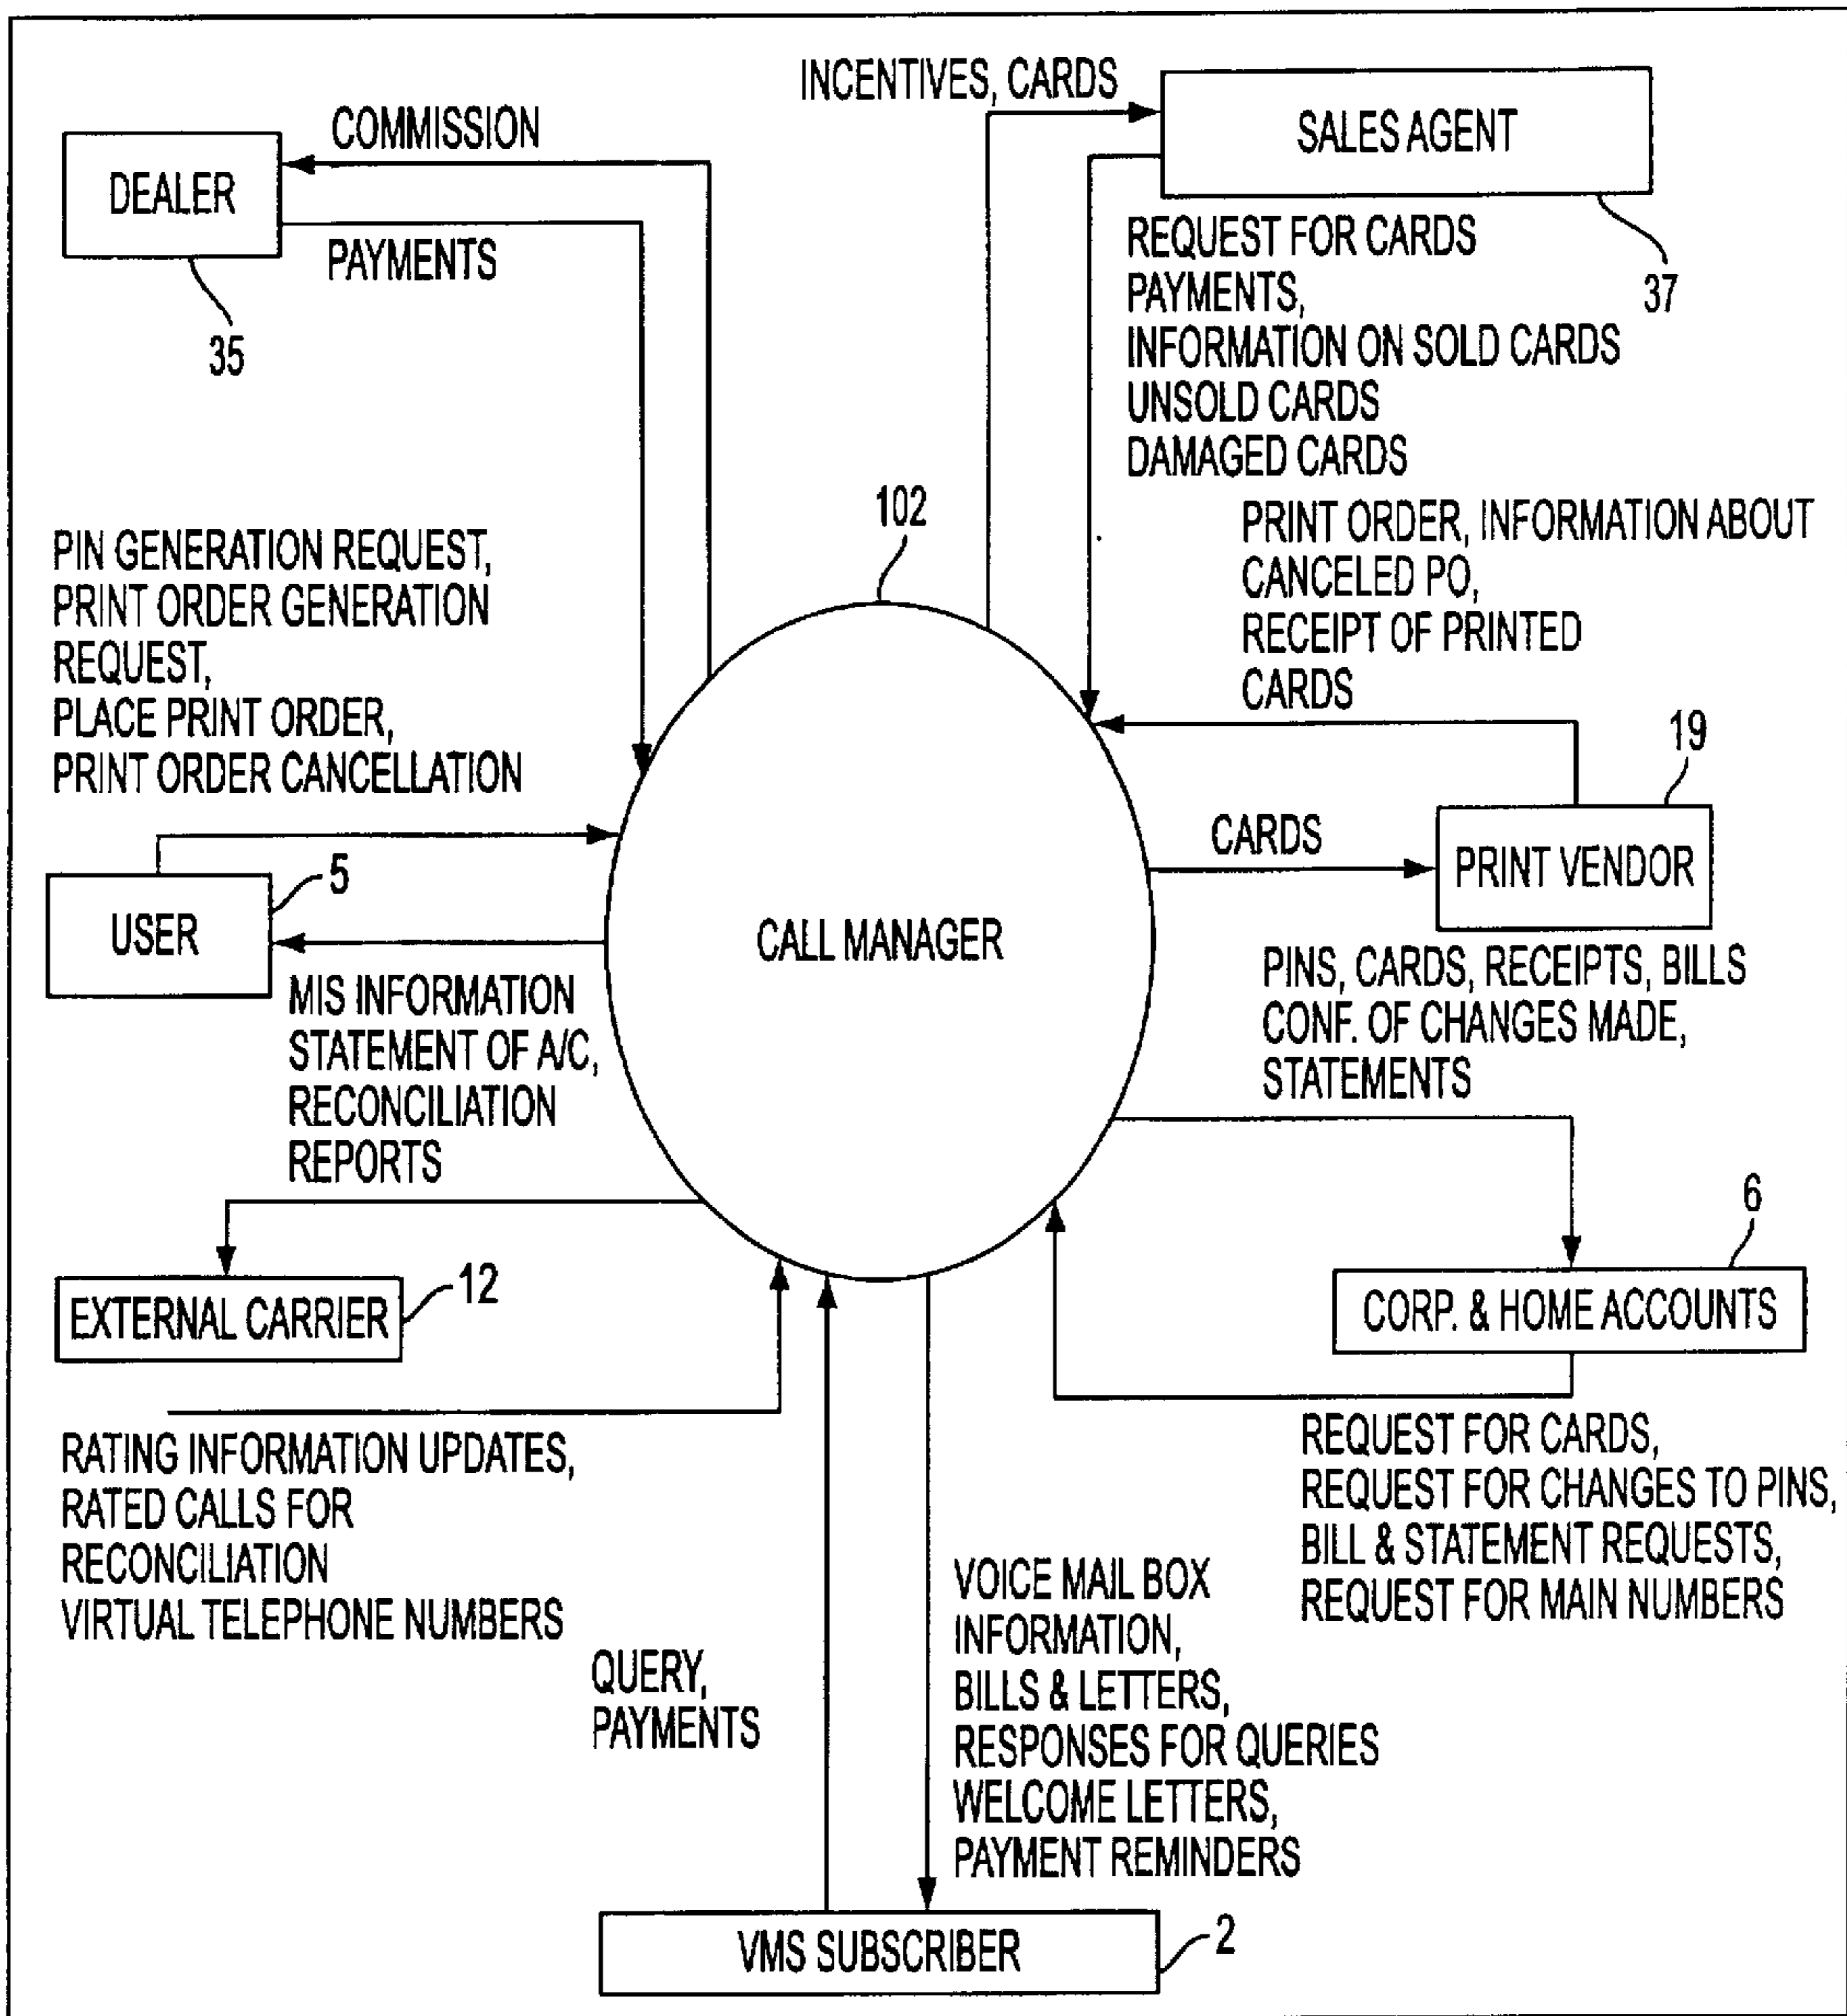 INCENTIVES, CARDS
SALES AGENT
37
COMMISSION
DEALER
PAYMENTS
35
REQUEST FOR CARDS
PAYMENTS,
INFORMATION ON SOLD CARDS
UNSOLD CARDS
DAMAGED CARDS
102
PRINT ORDER, INFORMATION ABOUT
CANCELED PO,
RECEIPT OF PRINTED
CARDS
PIN GENERATION REQUEST,
PRINT ORDER GENERATION
REQUEST,
PLACE PRINT ORDER,
PRINT ORDER CANCELLATION
19
CARDS
PRINT VENDOR
5
USER
CALL MANAGER
MIS INFORMATION
STATEMENT OF A/C,
RECONCILIATION
REPORTS
PINS, CARDS, RECEIPTS, BILLS
CONF. OF CHANGES MADE,
STATEMENTS
6
EXTERNAL CARRIER
12
CORP. & HOME ACCOUNTS
RATING INFORMATION UPDATES,
RATED CALLS FOR
RECONCILIATION
VIRTUAL TELEPHONE NUMBERS
REQUEST FOR CARDS,
REQUEST FOR CHANGES TO PINS,
BILL & STATEMENT REQUESTS,
REQUEST FOR MAIN NUMBERS
QUERY,
PAYMENTS
VOICE MAIL BOX
INFORMATION,
BILLS & LETTERS,
RESPONSES FOR QUERIES
WELCOME LETTERS,
PAYMENT REMINDERS
VMS SUBSCRIBER
2